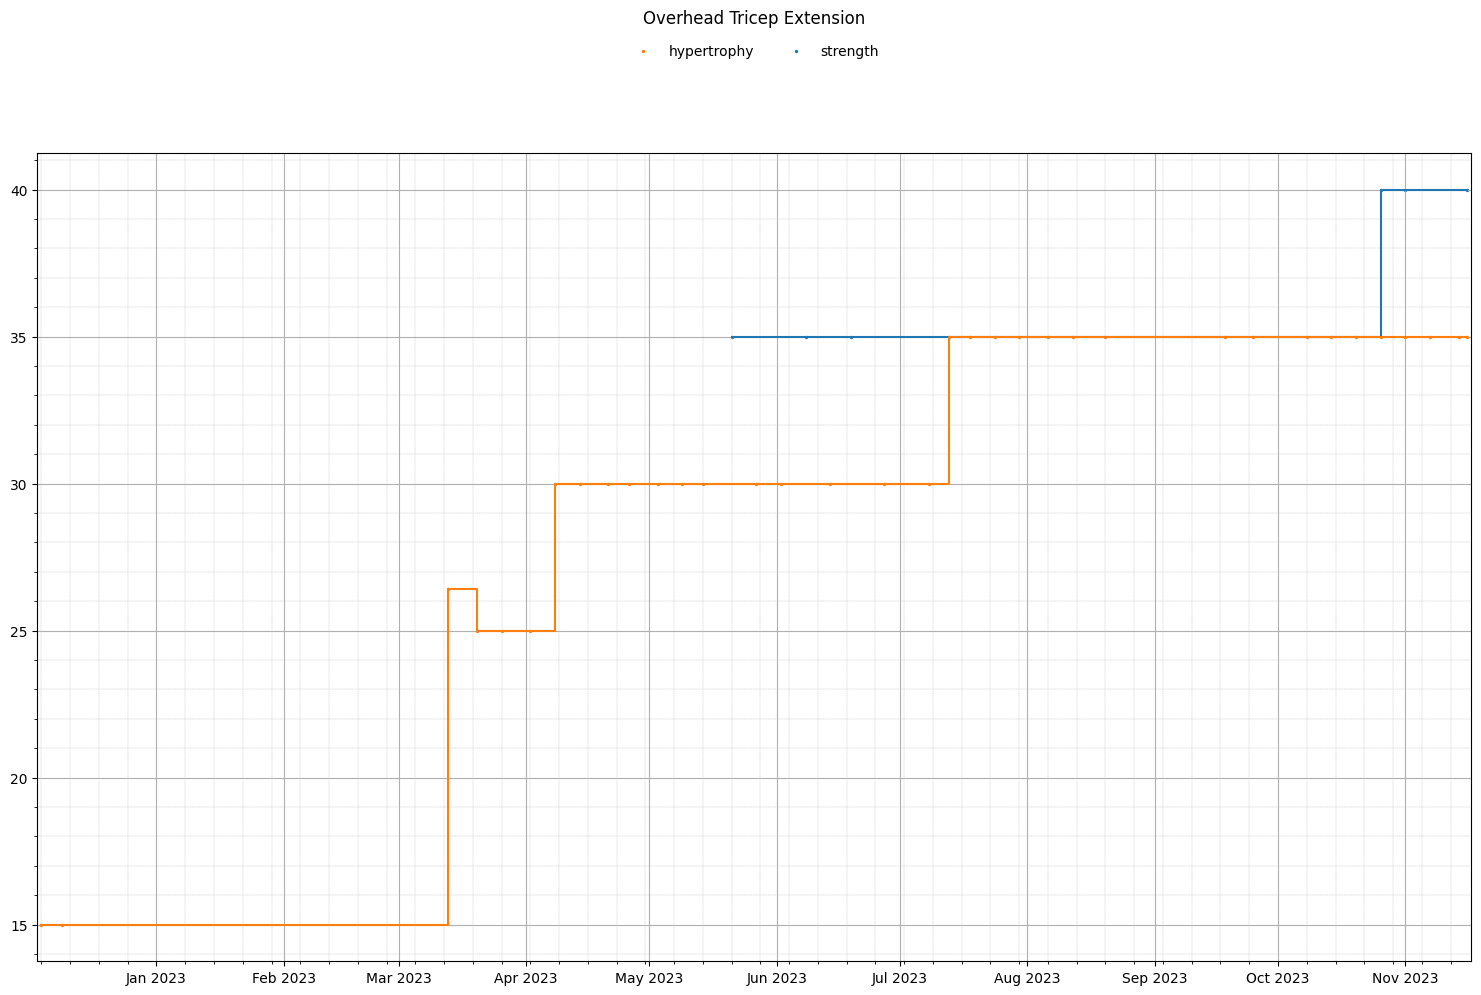 Overhead Tricep Extension
hypertrophy strength
40
35
30
25
20
15
Jan 2023 Feb 2023 Mar 2023 Apr 2023 May 2023 Jun 2023 Jul 2023 Aug 2023 Sep 2023 Oct 2023 Nov 2023